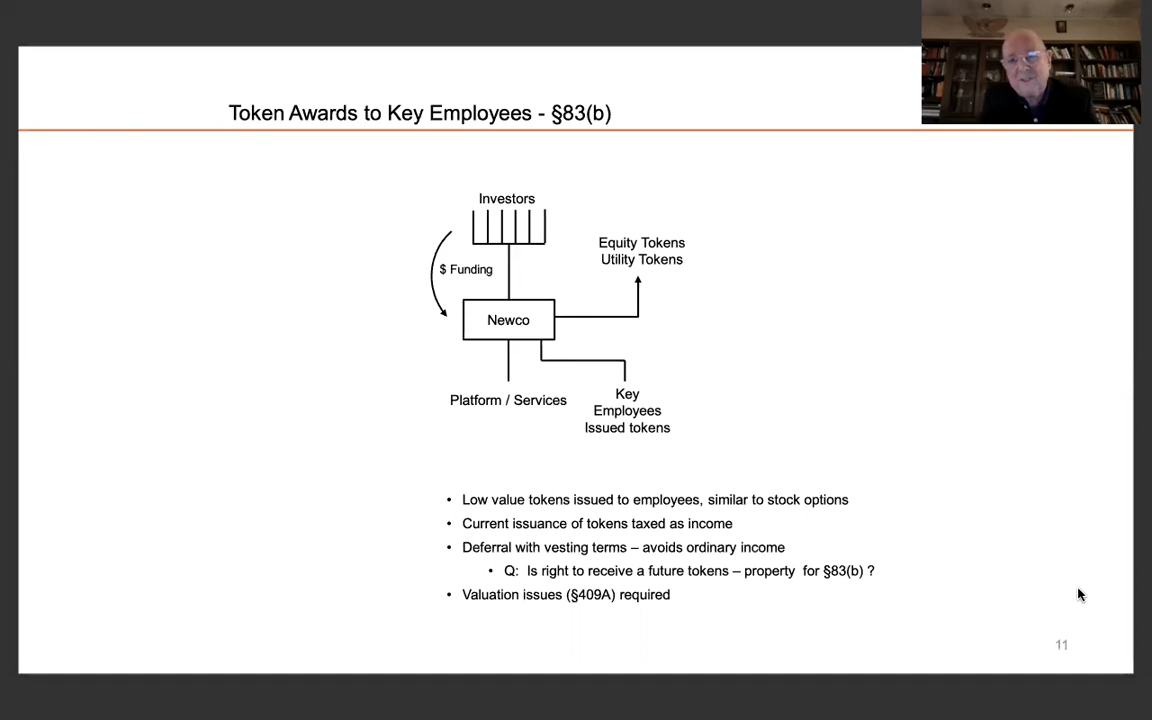 Token Awards to Key Employees - §83(b)
Investors
$ Funding
Equity Tokens
Utility Tokens
Newco
Platform / Services
Key
Employees
Issued tokens
• Low value tokens issued to employees, similar to stock options
• Current issuance of tokens taxed as income
• Deferral with vesting terms – avoids ordinary income
• Q: Is right to receive a future tokens – property for §83(b) ?
• Valuation issues (§409A) required
11